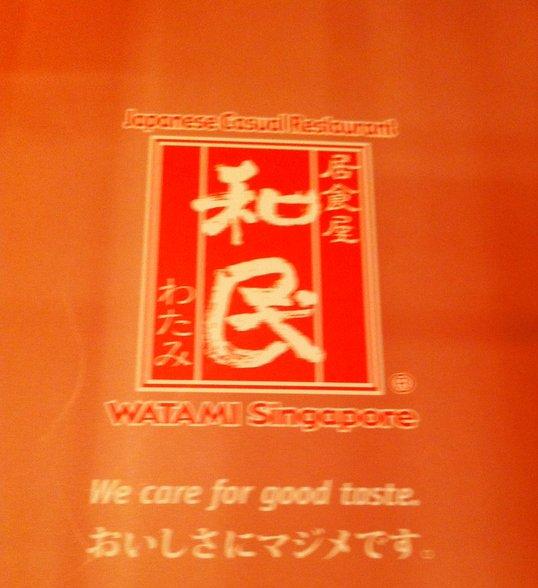 Japanese Casual Restaurant
居食屋
和民
わたみ
®
WATAMI Singapore
We care for good taste.
おいしさにマジメです。